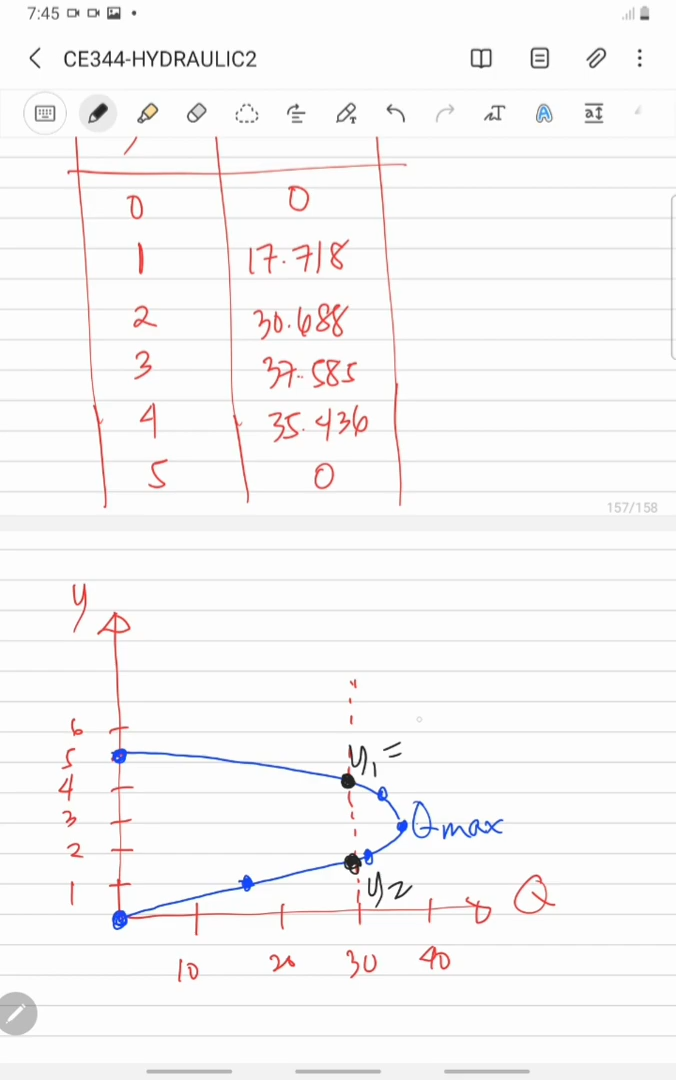 7:45
CE344-HYDRAULIC2
0 0
1 17.718
2 30.688
3 37.585
4 35.436
5 0
157/158
y
6
5
4
3
2
1
y₁ =
Qmax
y₂
Q
10 20 30 40